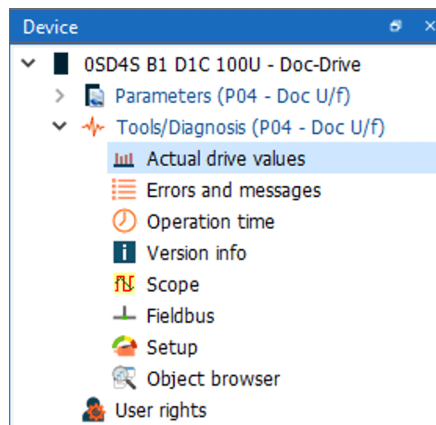 Device
0SD4S B1 D1C 100U - Doc-Drive
Parameters (P04 - Doc U/f)
Tools/Diagnosis (P04 - Doc U/f)
Actual drive values
Errors and messages
Operation time
Version info
Scope
Fieldbus
Setup
Object browser
User rights